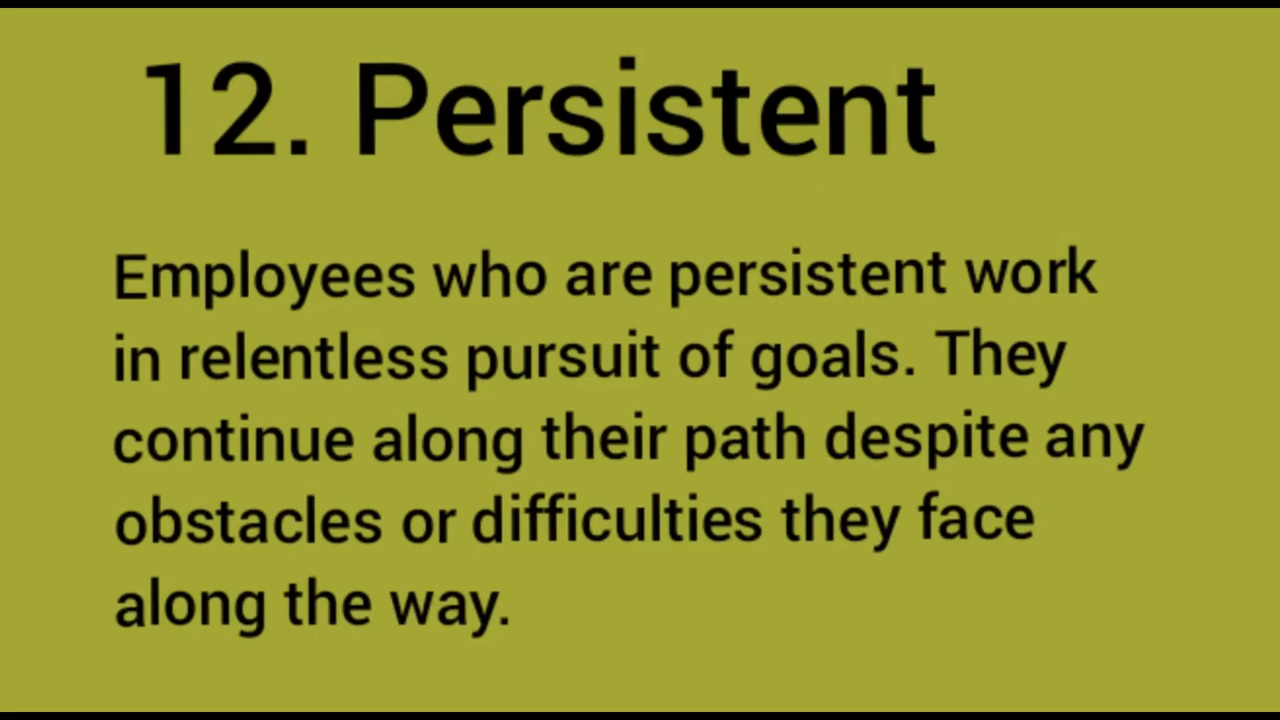 12. Persistent
Employees who are persistent work
in relentless pursuit of goals. They
continue along their path despite any
obstacles or difficulties they face
along the way.